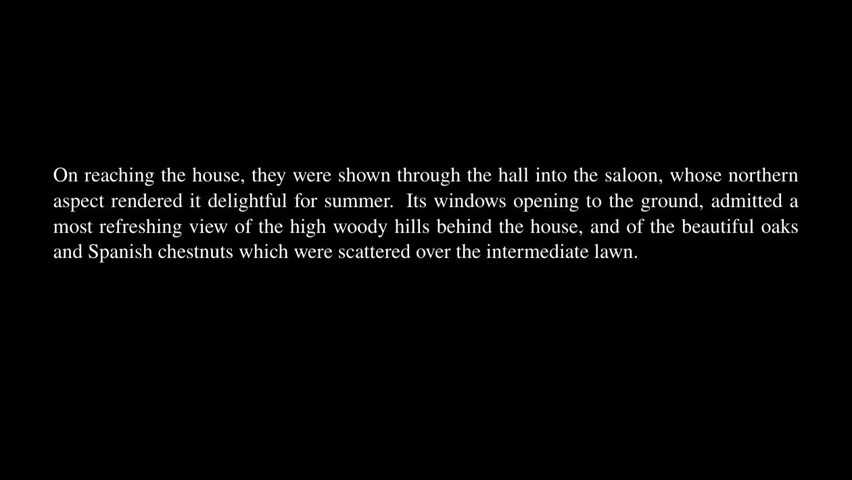 On reaching the house, they were shown through the hall into the saloon, whose northern
aspect rendered it delightful for summer. Its windows opening to the ground, admitted a
most refreshing view of the high woody hills behind the house, and of the beautiful oaks
and Spanish chestnuts which were scattered over the intermediate lawn.